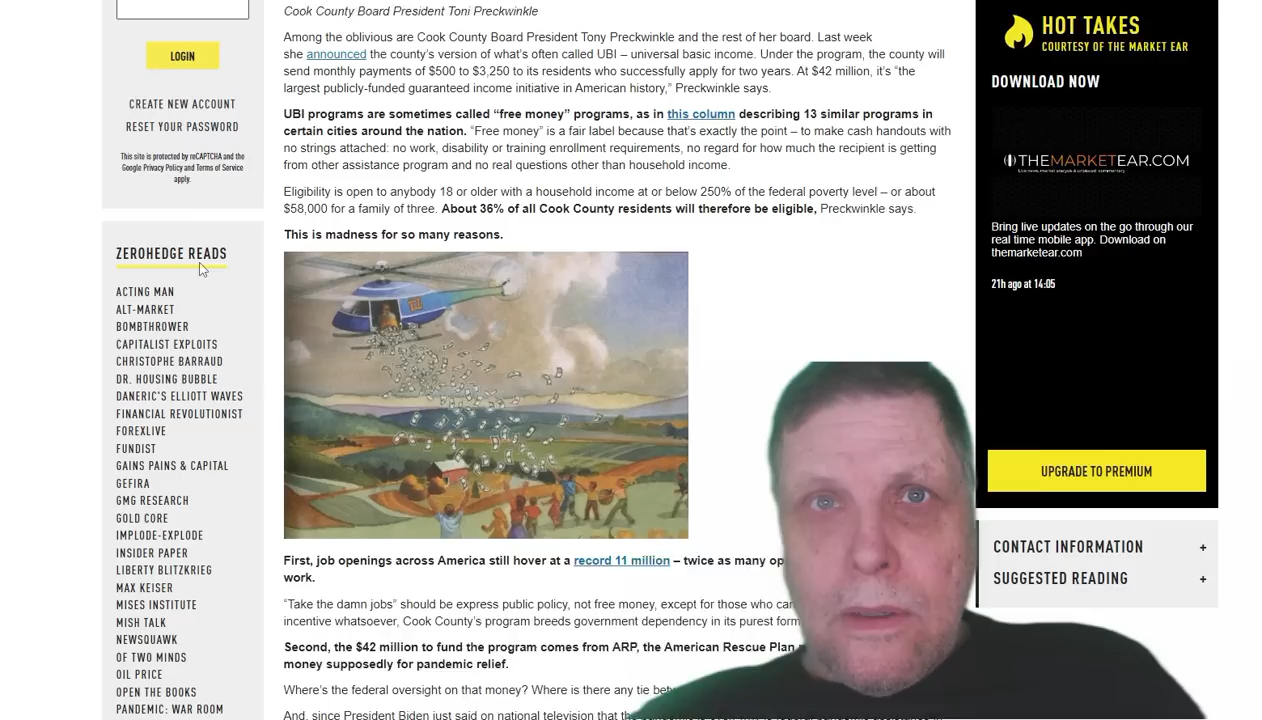 Cook County Board President Toni Preckwinkle
Among the oblivious are Cook County Board President Tony Preckwinkle and the rest of her board. Last week
she announced the county's version of what's often called UBI – universal basic income. Under the program, the county will
send monthly payments of $500 to $3,250 to its residents who successfully apply for two years. At $42 million, it's “the
largest publicly-funded guaranteed income initiative in American history,” Preckwinkle says.
UBI programs are sometimes called “free money” programs, as in this column describing 13 similar programs in
certain cities around the nation. “Free money” is a fair label because that's exactly the point – to make cash handouts with
no strings attached: no work, disability or training enrollment requirements, no regard for how much the recipient is getting
from other assistance program and no real questions other than household income.
Eligibility is open to anybody 18 or older with a household income at or below 250% of the federal poverty level – or about
$58,000 for a family of three. About 36% of all Cook County residents will therefore be eligible, Preckwinkle says.
This is madness for so many reasons.
First, job openings across America still hover at a record 11 million – twice as many
work.
“Take the damn jobs” should be express public policy, not free money, except for those who
incentive whatsoever, Cook County's program breeds government dependency in its purest
Second, the $42 million to fund the program comes from ARP, the American Rescue Plan
money supposedly for pandemic relief.
Where's the federal oversight on that money? Where is there any tie
And, since President Biden just said on national television that
LOGIN
CREATE NEW ACCOUNT
RESET YOUR PASSWORD
This site is protected by reCAPTCHA and the
Google Privacy Policy and Terms of Service
apply.
ZEROHEDGE READS
ACTING MAN
ALT-MARKET
BOMBTHROWER
CAPITALIST EXPLOITS
CHRISTOPHE BARRAUD
DR. HOUSING BUBBLE
DANERIC'S ELLIOTT WAVES
FINANCIAL REVOLUTIONIST
FOREXLIVE
FUNDIST
GAINS PAINS & CAPITAL
GEFIRA
GMG RESEARCH
GOLD CORE
IMPLODE-EXPLODE
INSIDER PAPER
LIBERTY BLITZKRIEG
MAX KEISER
MISES INSTITUTE
MISH TALK
NEWSQUAWK
OF TWO MINDS
OIL PRICE
OPEN THE BOOKS
PANDEMIC: WAR ROOM
HOT TAKES
COURTESY OF THE MARKET EAR
DOWNLOAD NOW
THEMARKETEAR.COM
Bring live updates on the go through our
real time mobile app. Download on
themarketear.com
21h ago at 14:05
UPGRADE TO PREMIUM
CONTACT INFORMATION +
SUGGESTED READING +